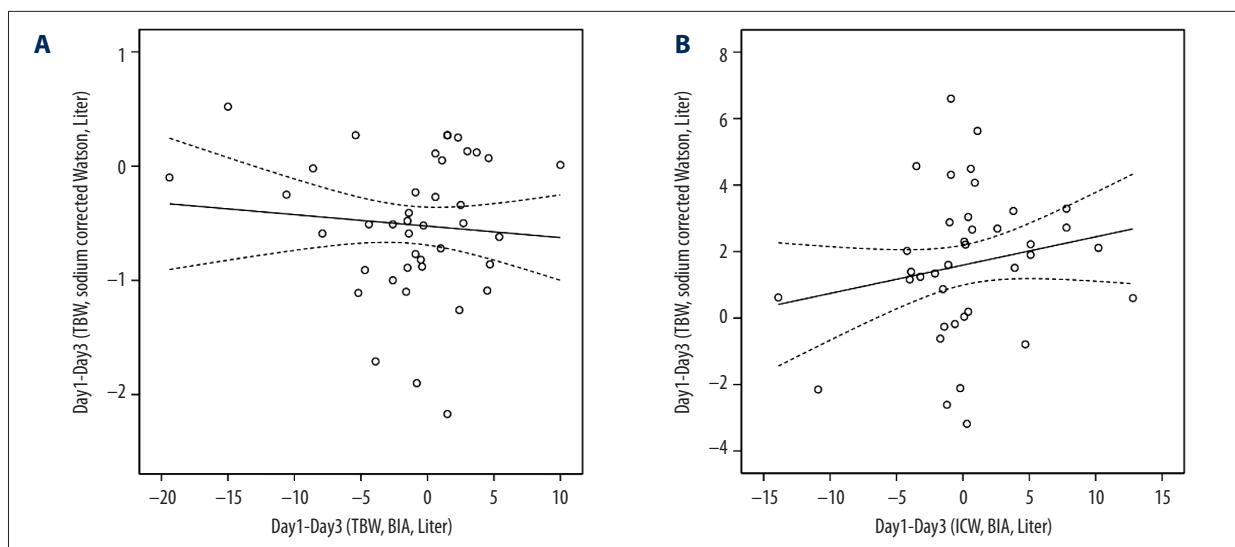 A
1
0
−1
−2
Day1-Day3 (TBW, sodium corrected Watson, Liter)
−20 −15 −10 −5 0 5 10
Day1-Day3 (TBW, BIA, Liter)
B
8
6
4
2
0
−2
−4
Day1-Day3 (TBW, sodium corrected Watson, Liter)
−15 −10 −5 0 5 10 15
Day1-Day3 (ICW, BIA, Liter)